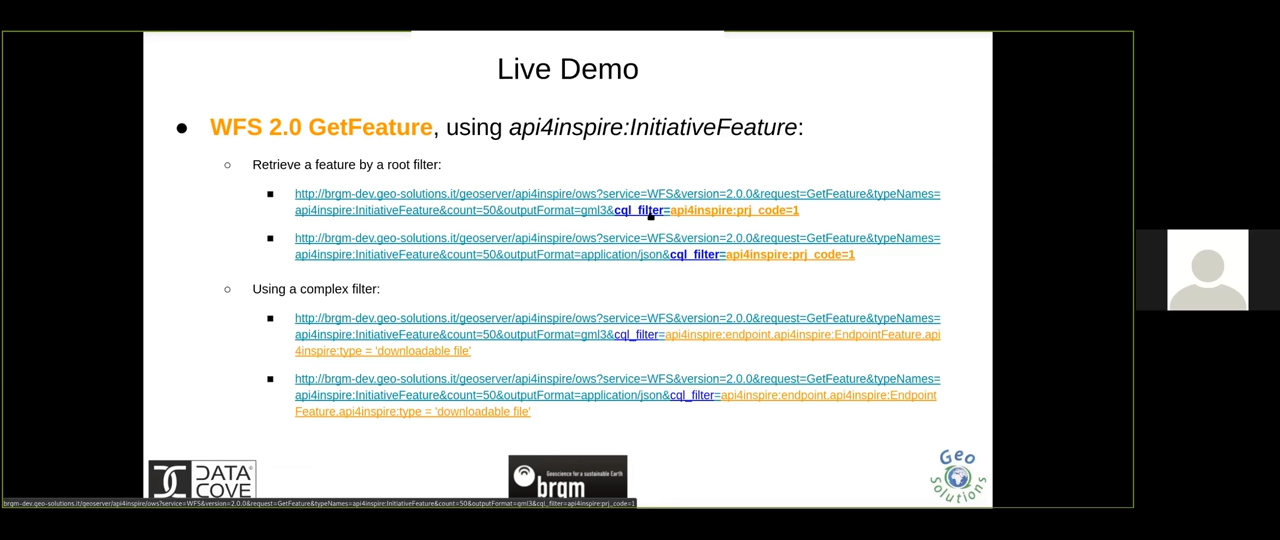 Live Demo
● WFS 2.0 GetFeature, using api4inspire:InitiativeFeature:
○ Retrieve a feature by a root filter:
■ http://brgm-dev.geo-solutions.it/geoserver/api4inspire/ows?service=WFS&version=2.0.0&request=GetFeature&typeNames=
api4inspire:InitiativeFeature&count=50&outputFormat=gml3&cql_filter=api4inspire:prj_code=1
■ http://brgm-dev.geo-solutions.it/geoserver/api4inspire/ows?service=WFS&version=2.0.0&request=GetFeature&typeNames=
api4inspire:InitiativeFeature&count=50&outputFormat=application/json&cql_filter=api4inspire:prj_code=1
○ Using a complex filter:
■ http://brgm-dev.geo-solutions.it/geoserver/api4inspire/ows?service=WFS&version=2.0.0&request=GetFeature&typeNames=
api4inspire:InitiativeFeature&count=50&outputFormat=gml3&cql_filter=api4inspire:endpoint.api4inspire:EndpointFeature.api
4inspire:type = 'downloadable file'
■ http://brgm-dev.geo-solutions.it/geoserver/api4inspire/ows?service=WFS&version=2.0.0&request=GetFeature&typeNames=
api4inspire:InitiativeFeature&count=50&outputFormat=application/json&cql_filter=api4inspire:endpoint.api4inspire:Endpoint
Feature.api4inspire:type = 'downloadable file'
DATA
COVE
Geoscience for a sustainable Earth
brgm
Geo
Solutions
brgm-dev.geo-solutions.it/geoserver/api4inspire/ows?service=WFS&version=2.0.0&request=GetFeature&typeNames=api4inspire:InitiativeFeature&count=50&outputFormat=gml3&cql_filter=api4inspire:prj_code=1